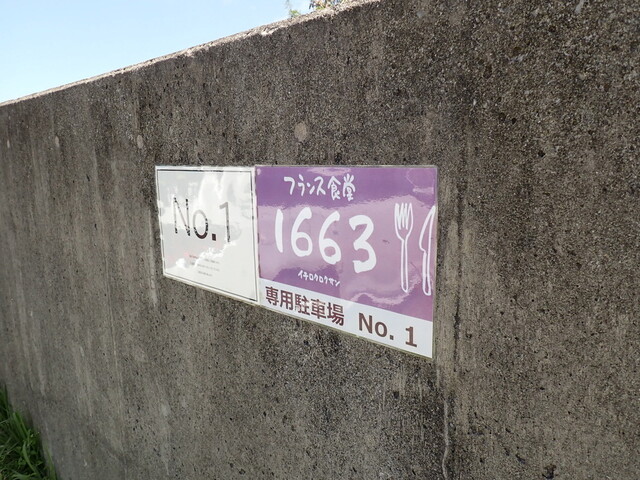 No.1
フランス食堂
1663
イチロクロクサン
専用駐車場 No. 1